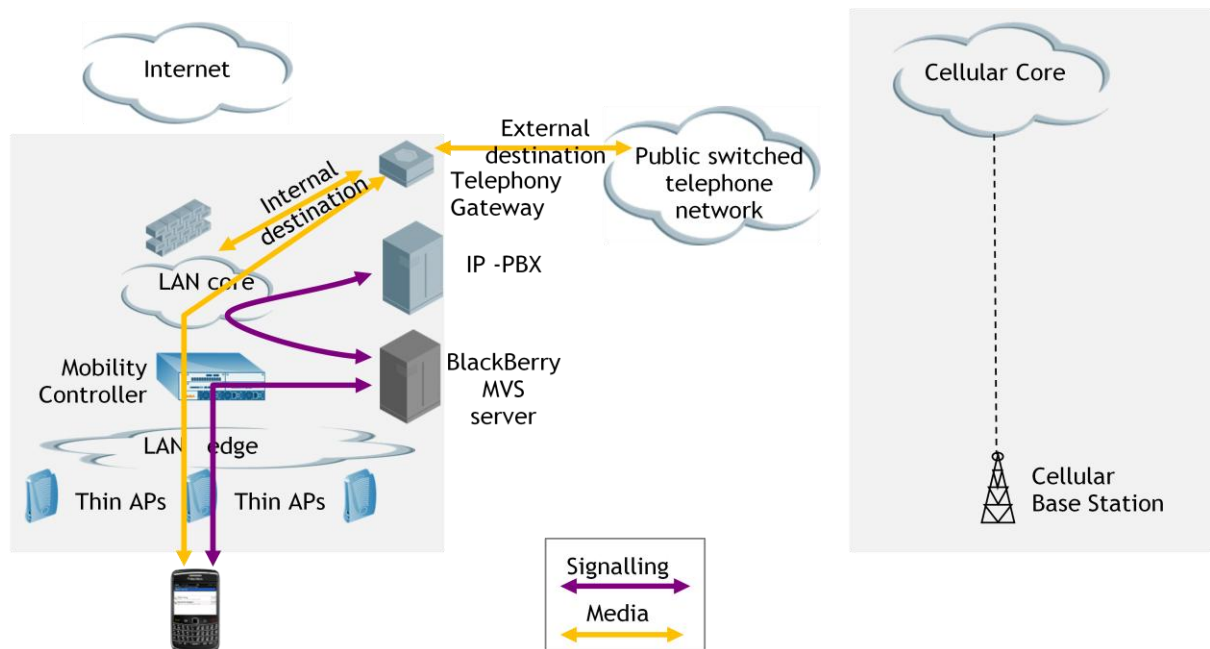 Internet
Cellular Core
External
destination
Public switched
telephone
network
Internal
destination
Telephony
Gateway
LAN core
IP -PBX
Mobility
Controller
BlackBerry
MVS
server
LAN edge
Thin APs
Thin APs
Cellular
Base Station
Signalling
Media